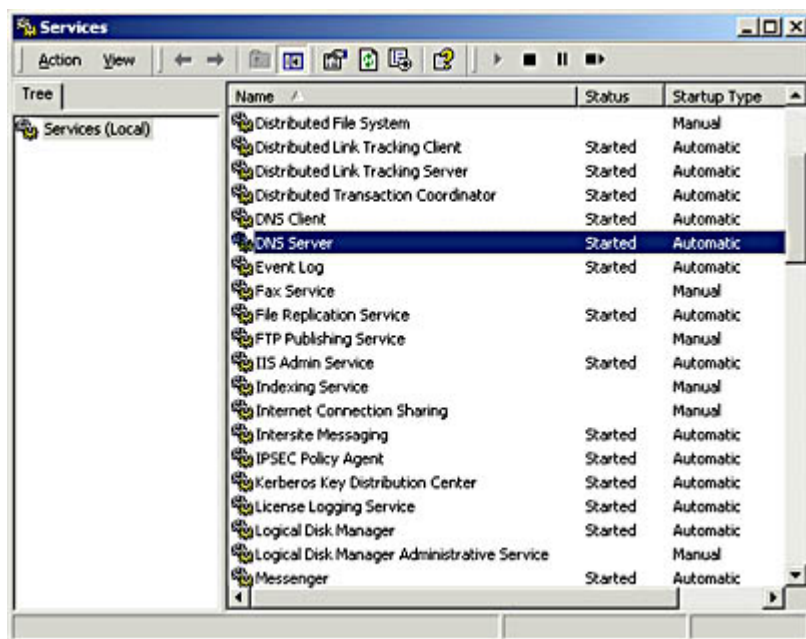 Services
Action View
Tree
Services (Local)
Name Status Startup Type
Distributed File System Manual
Distributed Link Tracking Client Started Automatic
Distributed Link Tracking Server Started Automatic
Distributed Transaction Coordinator Started Automatic
DNS Client Started Automatic
DNS Server Started Automatic
Event Log Started Automatic
Fax Service Manual
File Replication Service Started Automatic
FTP Publishing Service Manual
IIS Admin Service Started Automatic
Indexing Service Manual
Internet Connection Sharing Manual
Intersite Messaging Started Automatic
IPSEC Policy Agent Started Automatic
Kerberos Key Distribution Center Started Automatic
License Logging Service Started Automatic
Logical Disk Manager Started Automatic
Logical Disk Manager Administrative Service Manual
Messenger Started Automatic